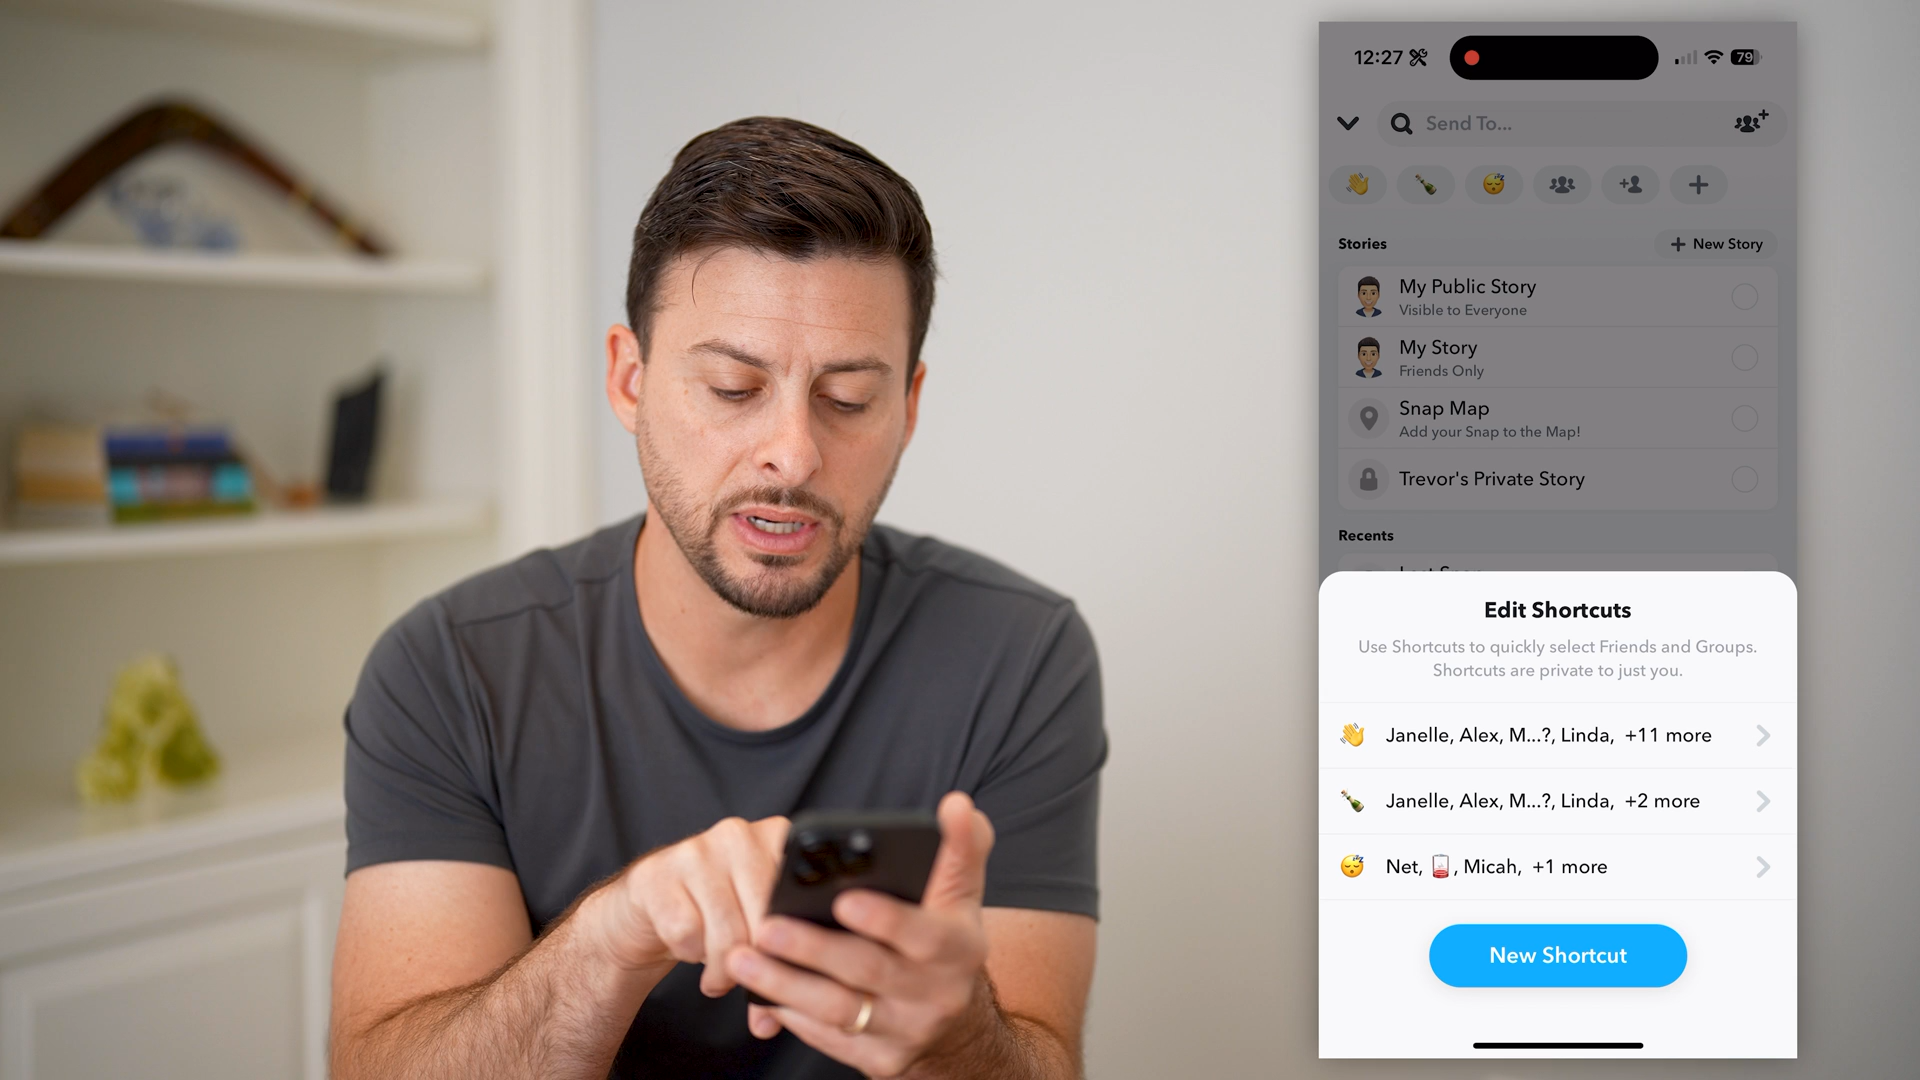 12:27
79
Send To...
Stories
New Story
My Public Story
Visible to Everyone
My Story
Friends Only
Snap Map
Add your Snap to the Map!
Trevor's Private Story
Recents
Edit Shortcuts
Use Shortcuts to quickly select Friends and Groups.
Shortcuts are private to just you.
Janelle, Alex, M...?, Linda, +11 more
Janelle, Alex, M...?, Linda, +2 more
Net, , Micah, +1 more
New Shortcut